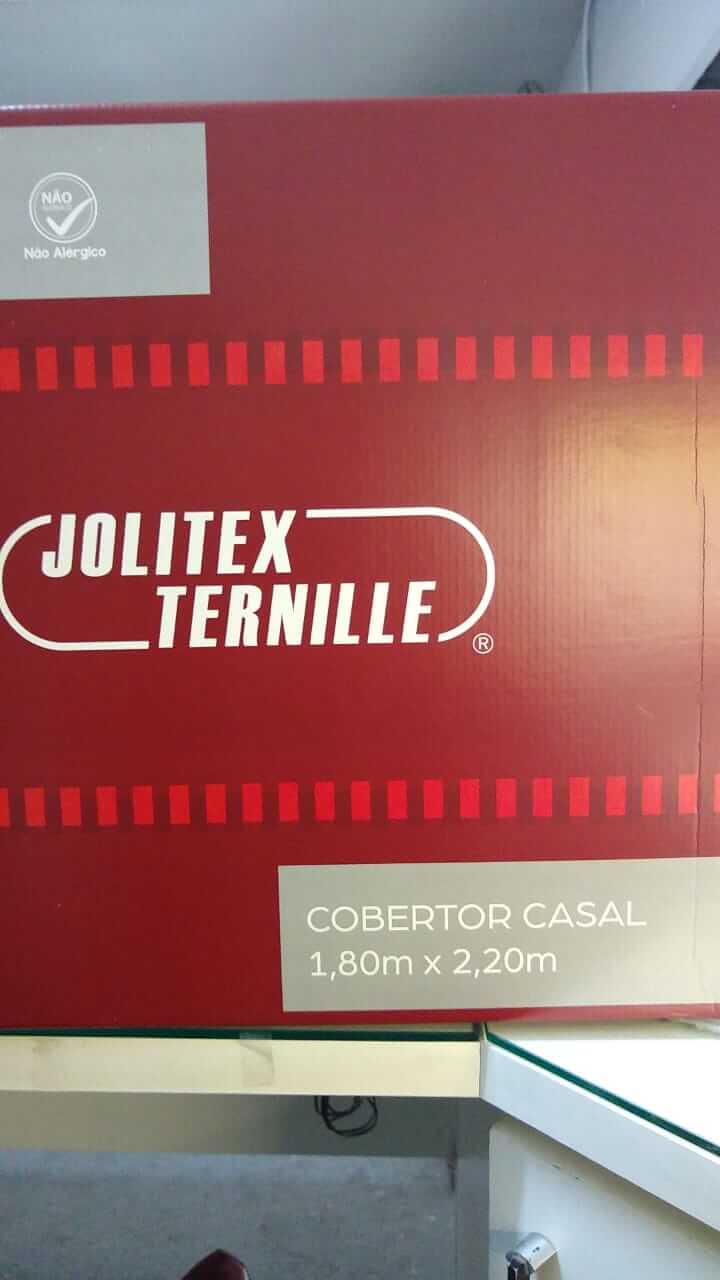 NÃO
Não Alérgico
JOLITEX
TERNILLE
®
COBERTOR CASAL
1,80m x 2,20m